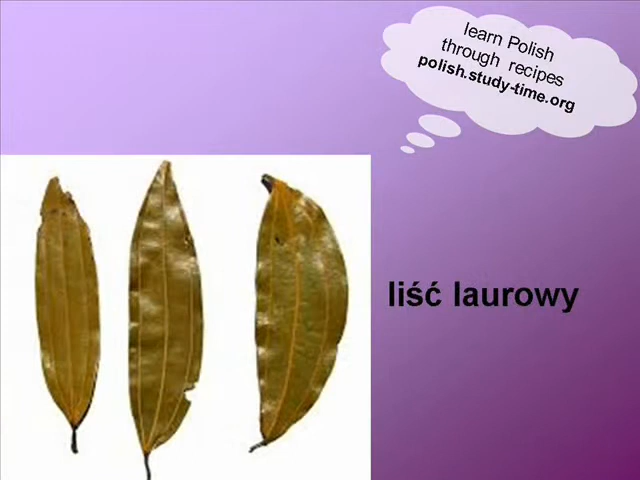 learn Polish
through recipes
polish.study-time.org
liść laurowy